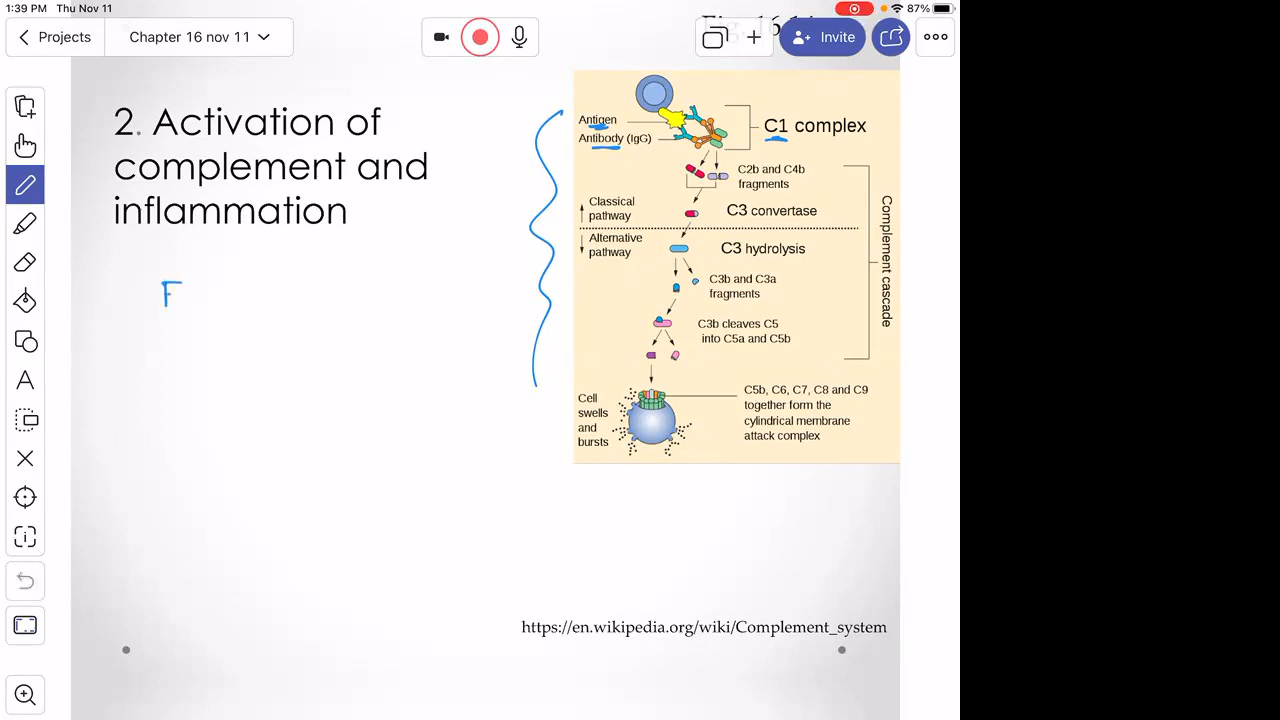 1:39 PM Thu Nov 11
87%
Projects
Chapter 16 nov 11
Invite
2. Activation of
complement and
inflammation
F
Antigen
Antibody (IgG)
C1 complex
C2b and C4b
fragments
Classical
pathway
C3 convertase
Alternative
pathway
C3 hydrolysis
C3b and C3a
fragments
C3b cleaves C5
into C5a and C5b
Complement cascade
Cell
swells
and
bursts
C5b, C6, C7, C8 and C9
together form the
cylindrical membrane
attack complex
https://en.wikipedia.org/wiki/Complement_system